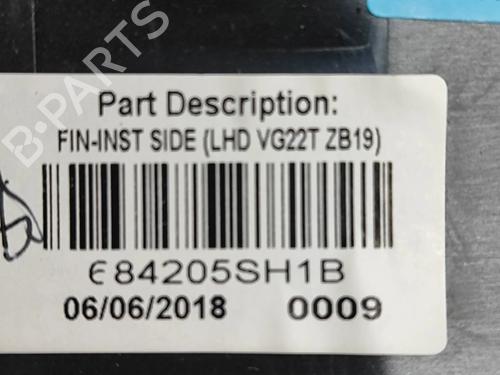 Part Description:
FIN-INST SIDE (LHD VG22T ZB19)
684205SH1B
06/06/2018 0009
B-PARTS